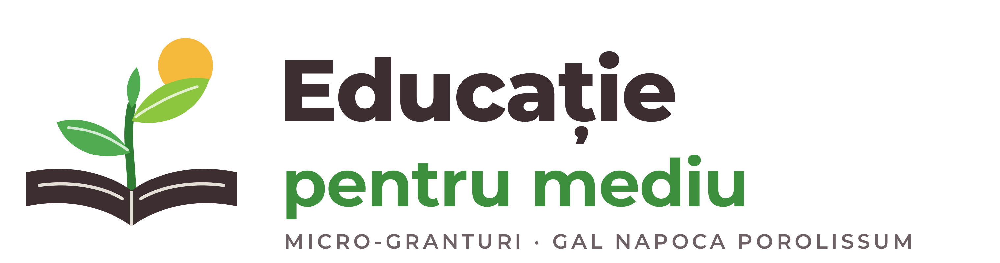 Educație
pentru mediu
MICRO-GRANTURI · GAL NAPOCA POROLISSUM